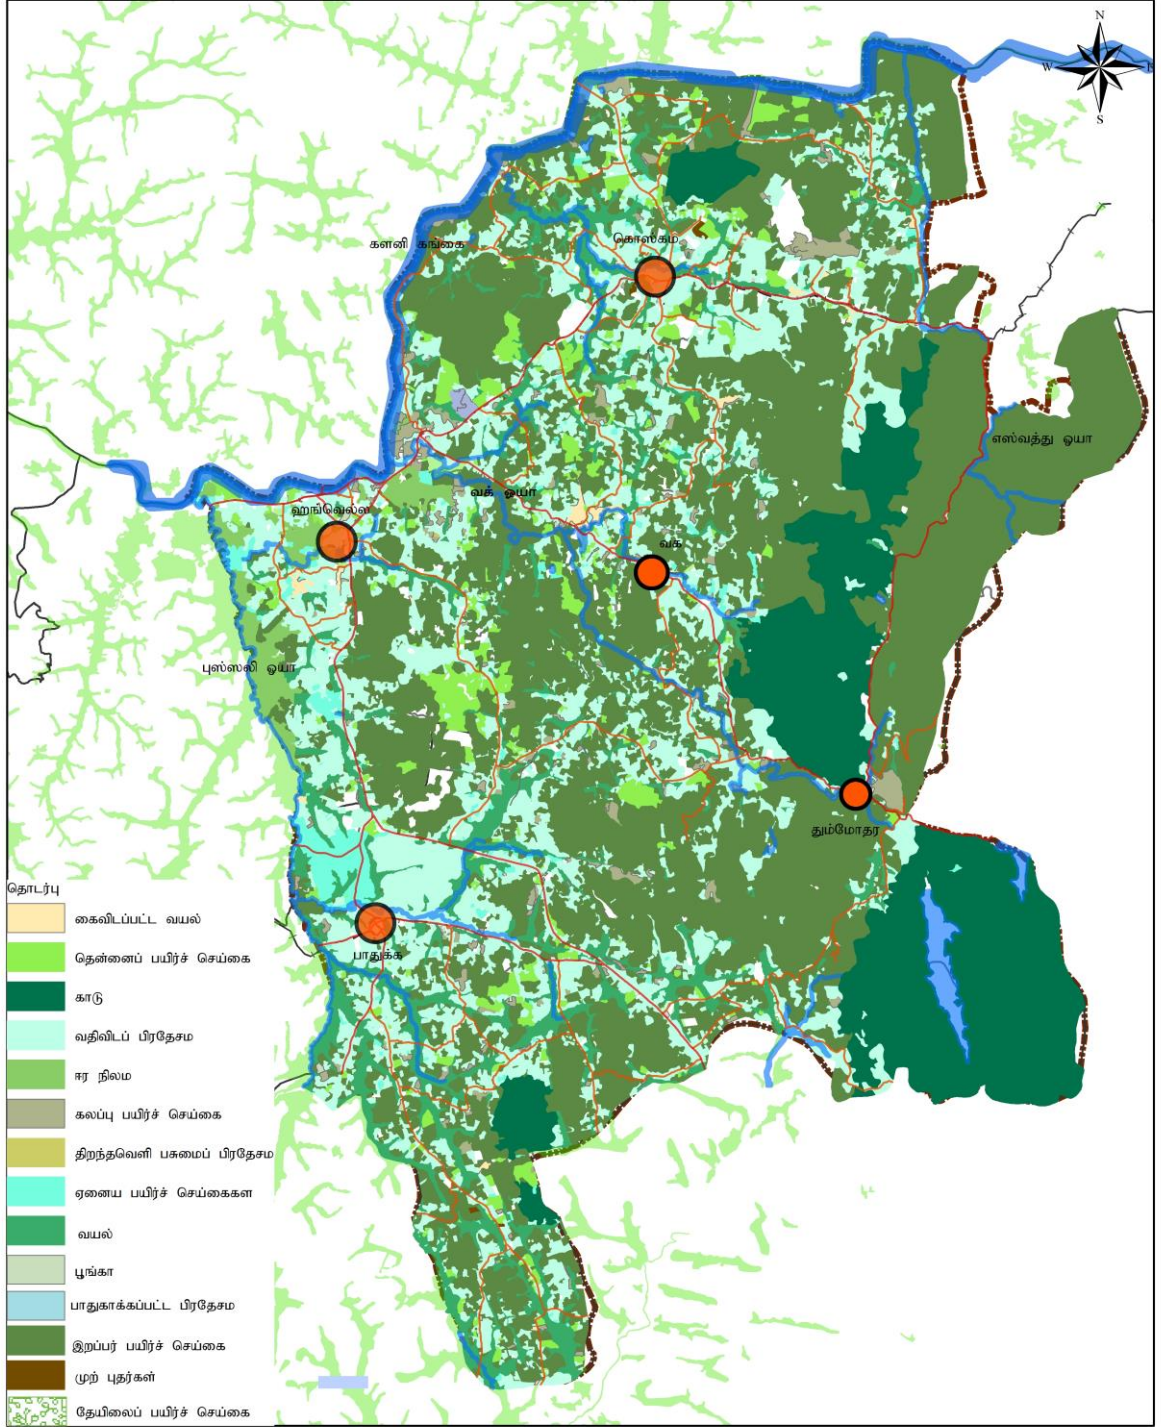 N
W
S
களனி கங்கை
கொஸ்கம
எஸ்வத்து ஓயா
வக் ஓயா
ஹங்வெல்ல
வக
புஸ்ஸலி ஓயா
தும்மோதர
பாதுக்க
தொடர்பு
கைவிடப்பட்ட வயல்
தென்னைப் பயிர்ச் செய்கை
காடு
வதிவிடப் பிரதேசம
ஈர நிலம
கலப்பு பயிர்ச் செய்கை
திறந்தவெளி பசுமைப் பிரதேசம
ஏனைய பயிர்ச் செய்கைகள
வயல்
பூங்கா
பாதுகாக்கப்பட்ட பிரதேசம
இறப்பர் பயிர்ச் செய்கை
முற் புதர்கள்
தேயிலைப் பயிர்ச் செய்கை